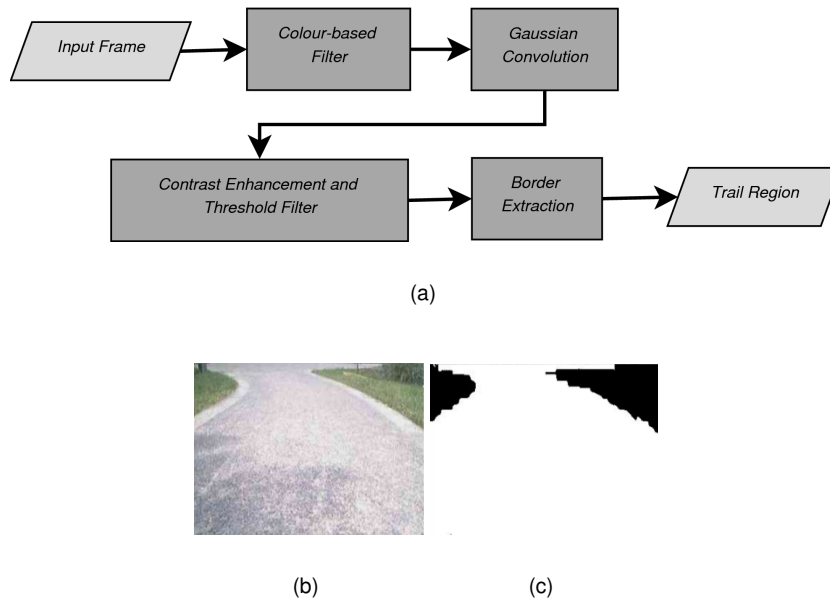 Input Frame
Colour-based
Filter
Gaussian
Convolution
Contrast Enhancement and
Threshold Filter
Border
Extraction
Trail Region
(a)
(b)
(c)